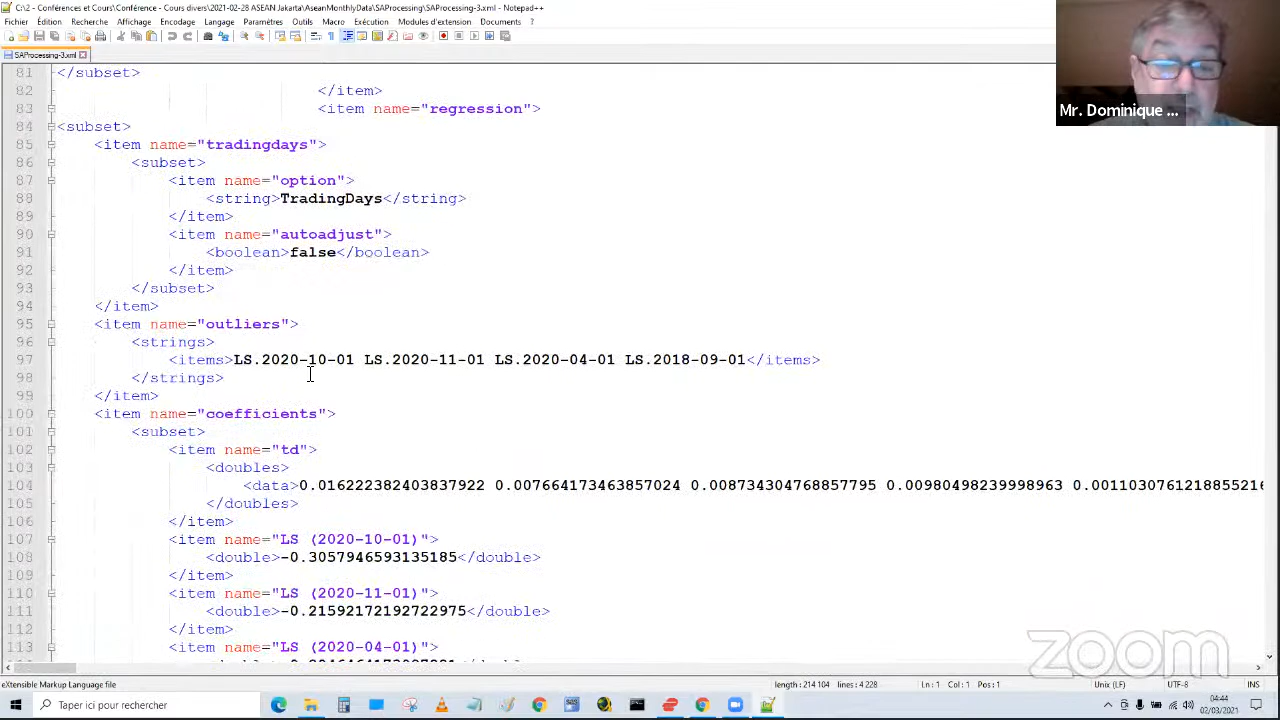 C:\2 - Conférences et Cours\Conférence - Cours divers\2021-02-28 ASEAN Jakarta\AseanMonthlyData\SAProcessing\SAProcessing-3.xml - Notepad++
Fichier Édition Recherche Affichage Encodage Langage Paramètres Outils Macro Exécution Modules d'extension Documents ?
SAProcessing-3.xml
81 </subset>
82 </item>
83 <item name="regression">
84 <subset>
85 <item name="tradingdays">
86 <subset>
87 <item name="option">
88 <string>TradingDays</string>
89 </item>
90 <item name="autoadjust">
91 <boolean>false</boolean>
92 </item>
93 </subset>
94 </item>
95 <item name="outliers">
96 <strings>
97 <items>LS.2020-10-01 LS.2020-11-01 LS.2020-04-01 LS.2018-09-01</items>
98 </strings>
99 </item>
100 <item name="coefficients">
101 <subset>
102 <item name="td">
103 <doubles>
104 <data>0.016222382403837922 0.007664173463857024 0.008734304768857795 0.00980498239998963 0.0011030761218855216
105 </doubles>
106 </item>
107 <item name="LS (2020-10-01)">
108 <double>-0.3057946593135185</double>
109 </item>
110 <item name="LS (2020-11-01)">
111 <double>-0.21592172192722975</double>
112 </item>
113 <item name="LS (2020-04-01)">
Mr. Dominique ...
zoom
eXtensible Markup Language file length : 214 104 lines : 4 228 Ln : 1 Col : 1 Pos : 1 Unix (LF) UTF-8 INS
Taper ici pour rechercher
04:44
02/03/2021